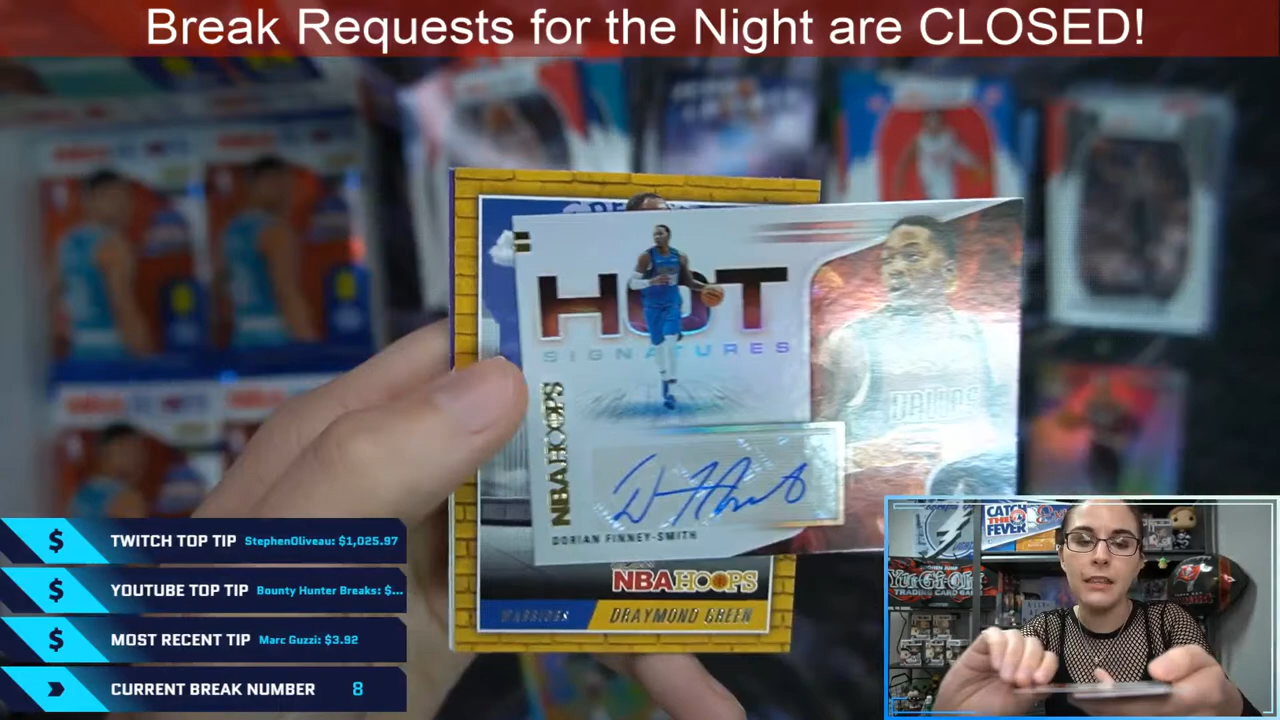 Break Requests for the Night are CLOSED!
HOT
SIGNATURES
NBA HOOPS
DALLAS
DORIAN FINNEY-SMITH
NBA HOOPS
WARRIORS
DRAYMOND GREEN
$ TWITCH TOP TIP StephenOliveau: $1,025.97
$ YOUTUBE TOP TIP Bounty Hunter Breaks: $...
$ MOST RECENT TIP Marc Guzzi: $3.92
CURRENT BREAK NUMBER 8
CATCH
THE
FEVER
Yu-Gi-Oh!
TRADING CARD GAME